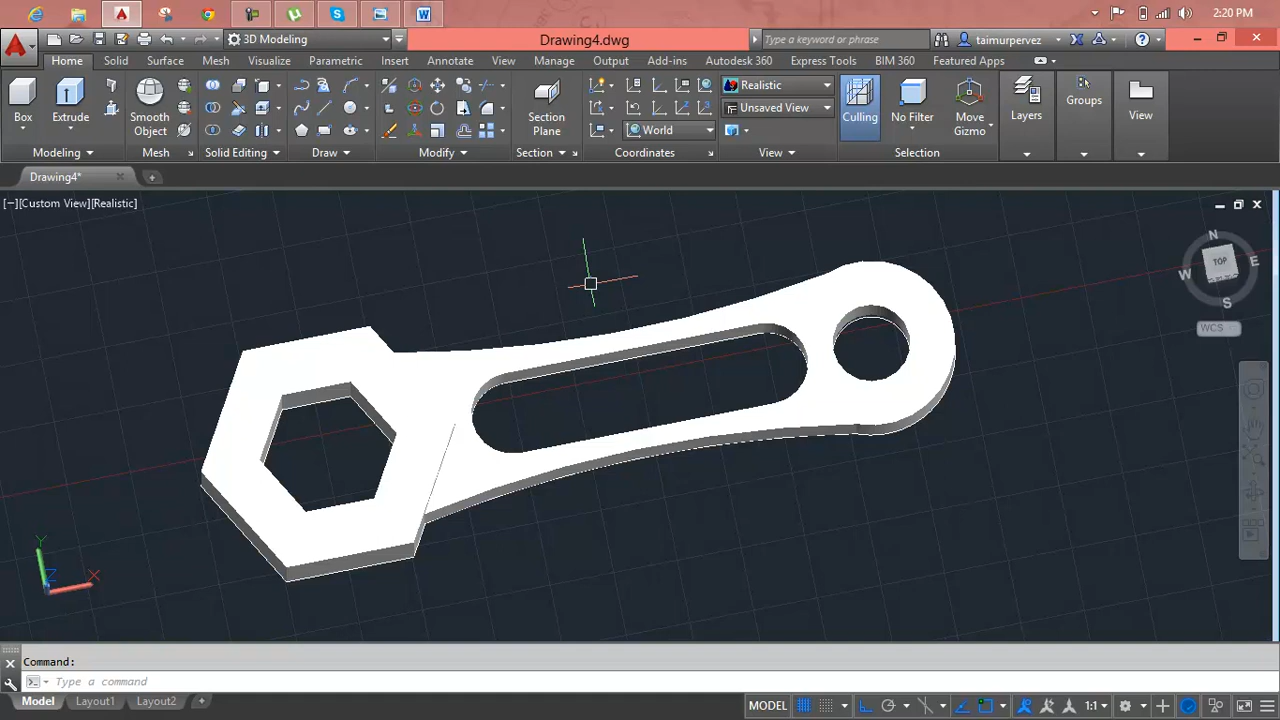 2:20 PM
3D Modeling
Drawing4.dwg
Type a keyword or phrase
taimurpervez
Home Solid Surface Mesh Visualize Parametric Insert Annotate View Manage Output Add-ins Autodesk 360 Express Tools BIM 360 Featured Apps
Box
Extrude
Smooth
Object
Section
Plane
Realistic
Unsaved View
World
Culling
No Filter
Move
Gizmo
Layers
Groups
View
Modeling
Mesh
Solid Editing
Draw
Modify
Section
Coordinates
View
Selection
Drawing4*
[−][Custom View][Realistic]
N
W
TOP
E
S
WCS
Y
Z
X
Command:
Type a command
Model Layout1 Layout2
MODEL
1:1